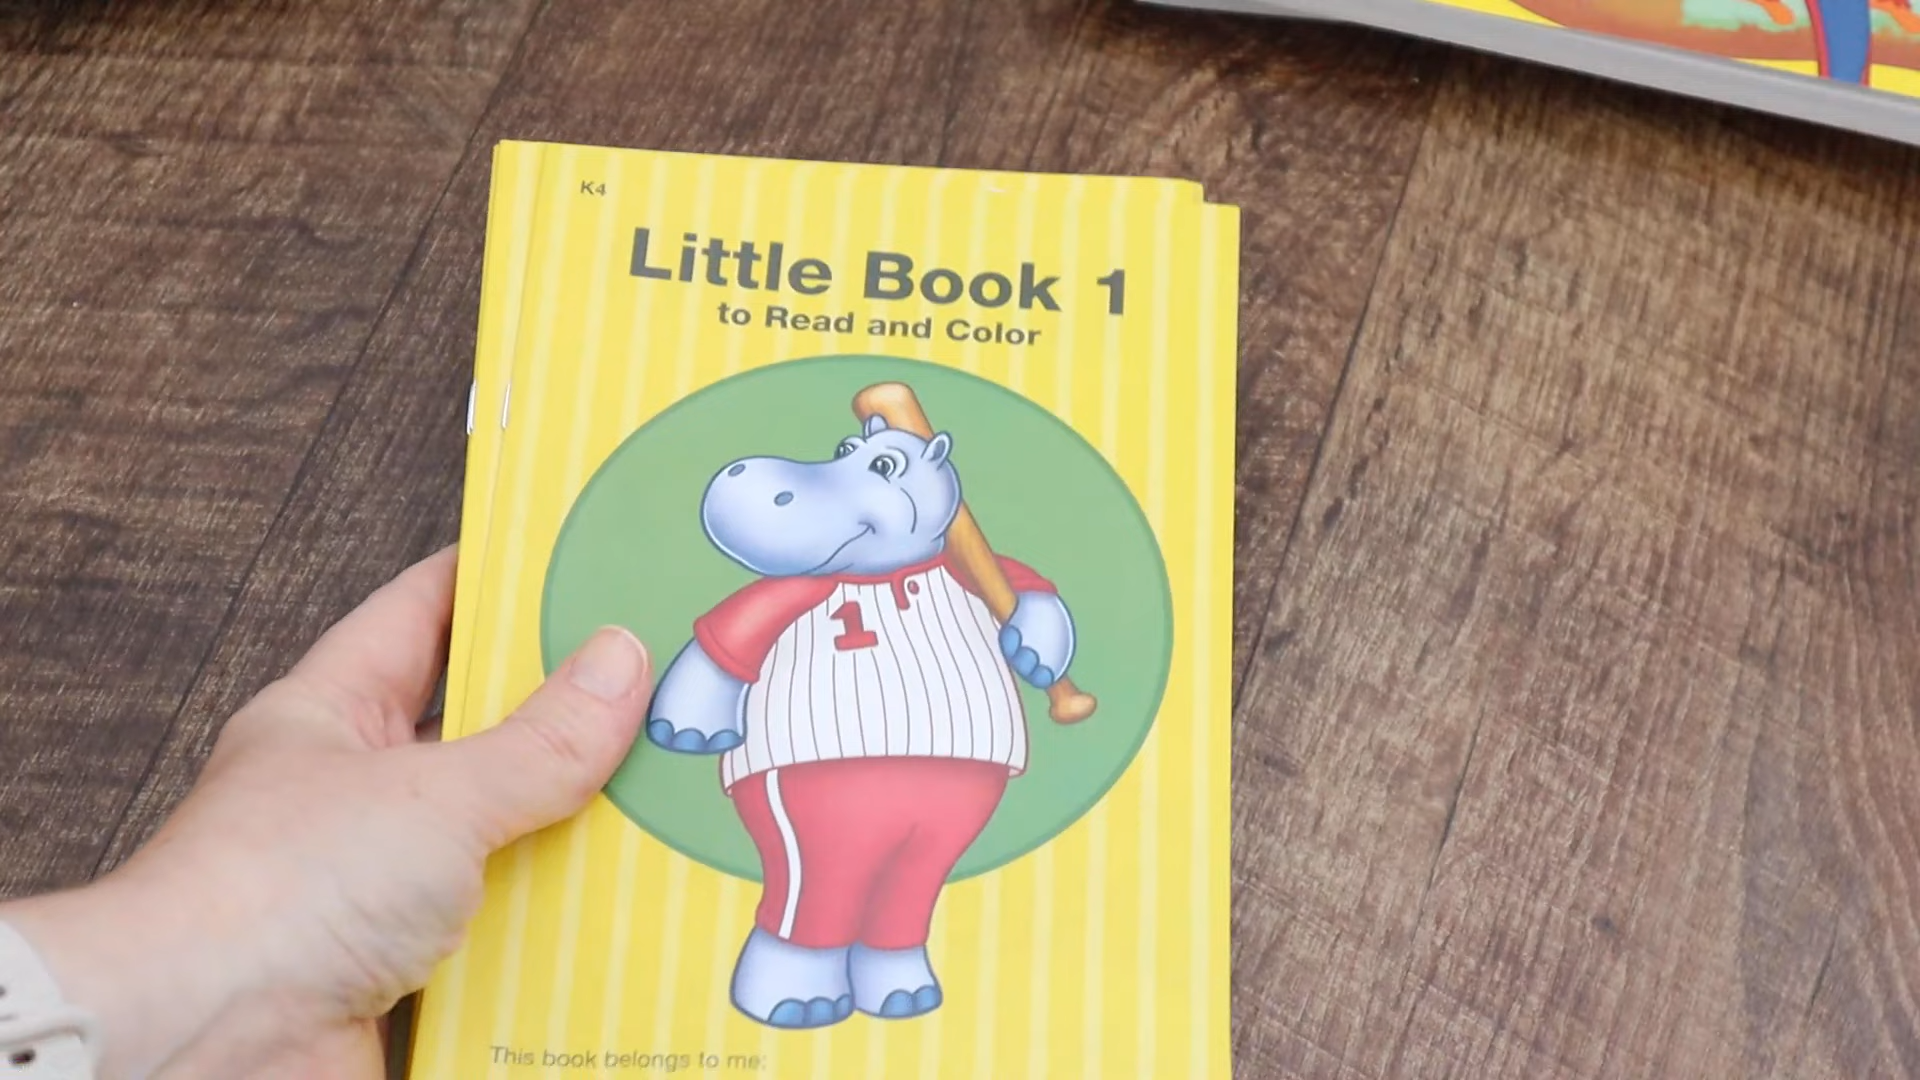 K4
Little Book 1
to Read and Color
1
This book belongs to me: